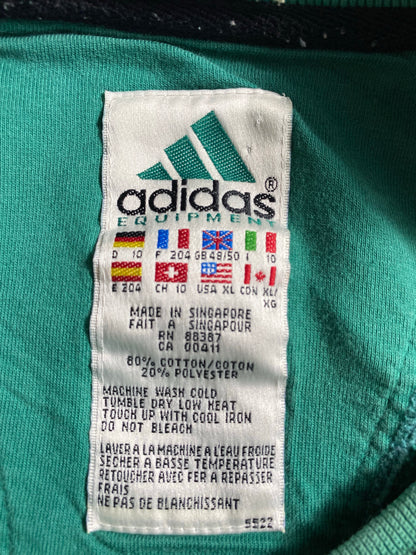 adidas®
EQUIPMENT
D 10 F 204 GB 48/50 I 10
E 204 CH 10 USA XL CDN XL/
XG
MADE IN SINGAPORE
FAIT A SINGAPOUR
RN 88387
CA 00411
80% COTTON/COTON
20% POLYESTER
MACHINE WASH COLD
TUMBLE DRY LOW HEAT
TOUCH UP WITH COOL IRON
DO NOT BLEACH
LAVER A LA MACHINE A L'EAU FROIDE
SECHER A BASSE TEMPERATURE
RETOUCHER AVEC FER A REPASSER
FRAIS
NE PAS DE BLANCHISSANT
5522